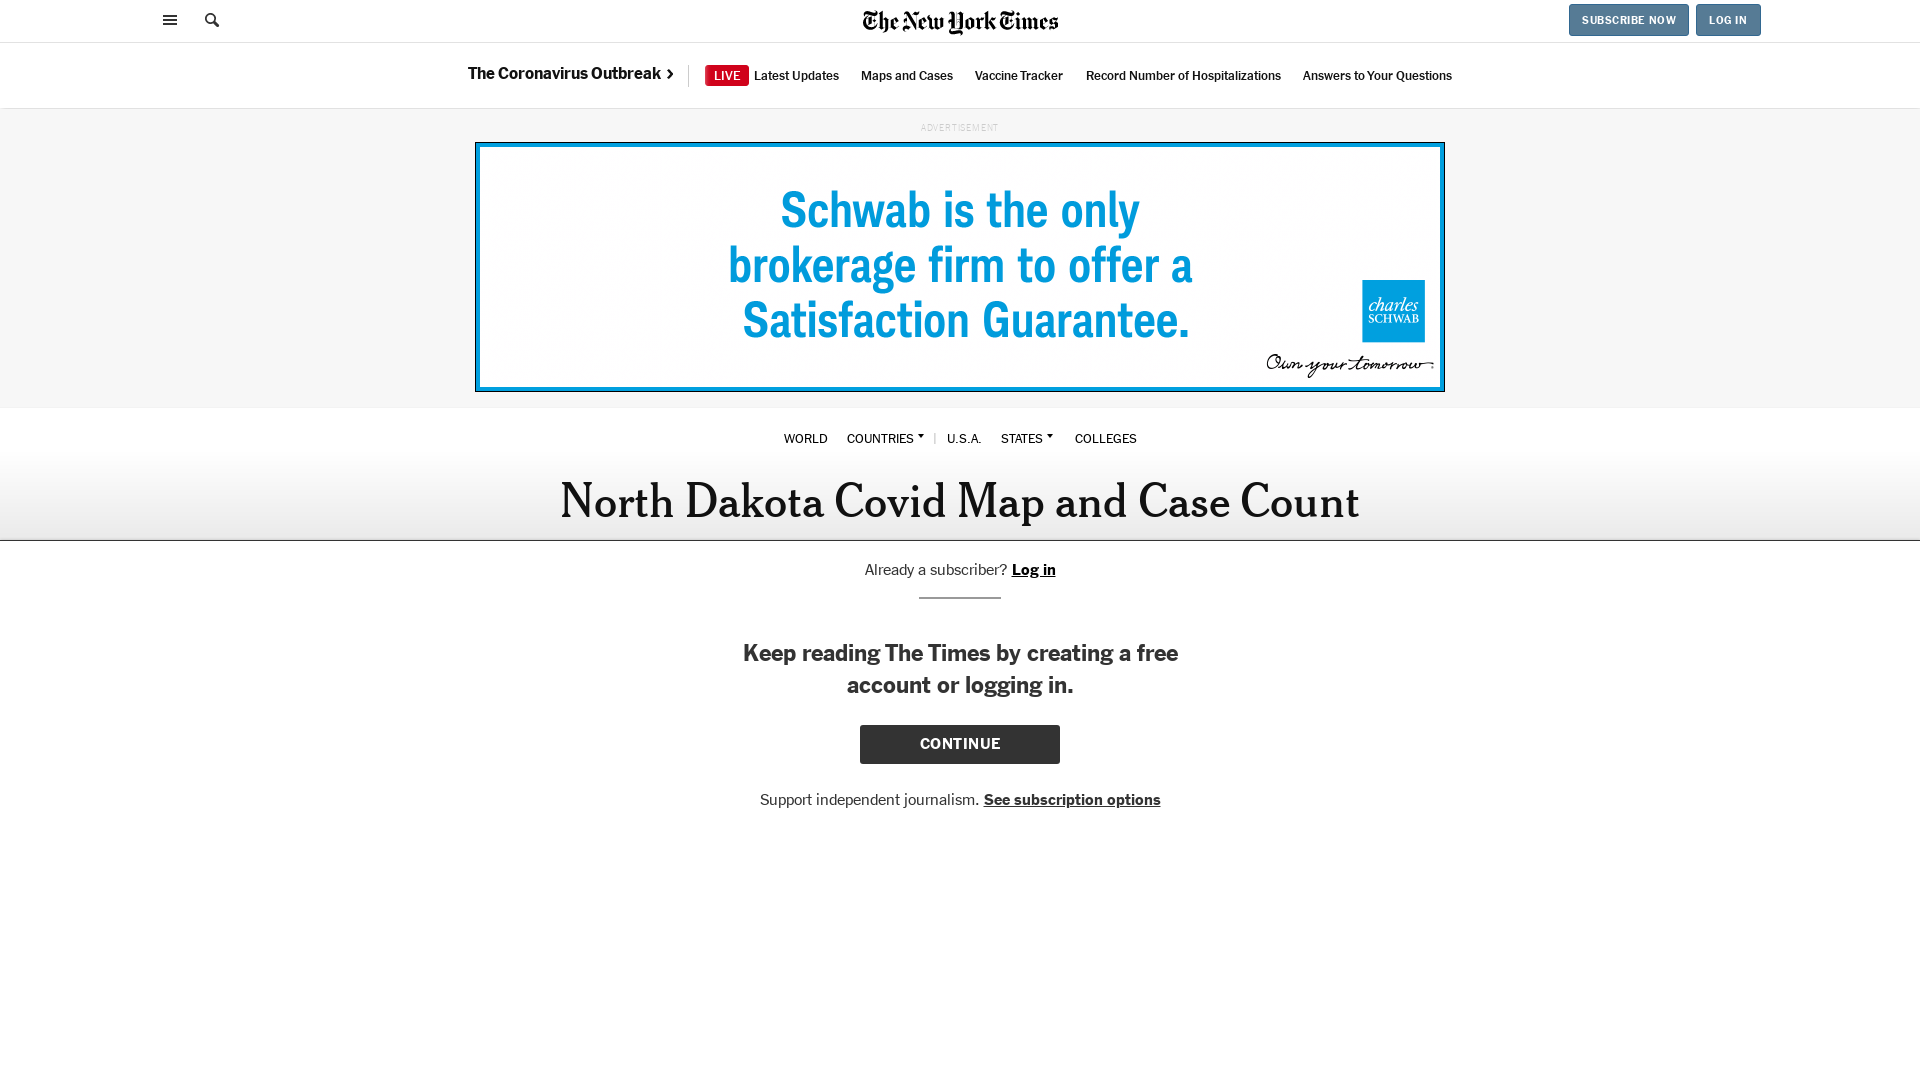 The New York Times
SUBSCRIBE NOW
LOG IN
The Coronavirus Outbreak ›
LIVE Latest Updates
Maps and Cases
Vaccine Tracker
Record Number of Hospitalizations
Answers to Your Questions
ADVERTISEMENT
Schwab is the only
brokerage firm to offer a
Satisfaction Guarantee.
charles
SCHWAB
Own your tomorrow
WORLD
COUNTRIES
U.S.A.
STATES
COLLEGES
North Dakota Covid Map and Case Count
Already a subscriber? Log in
Keep reading The Times by creating a free
account or logging in.
CONTINUE
Support independent journalism. See subscription options